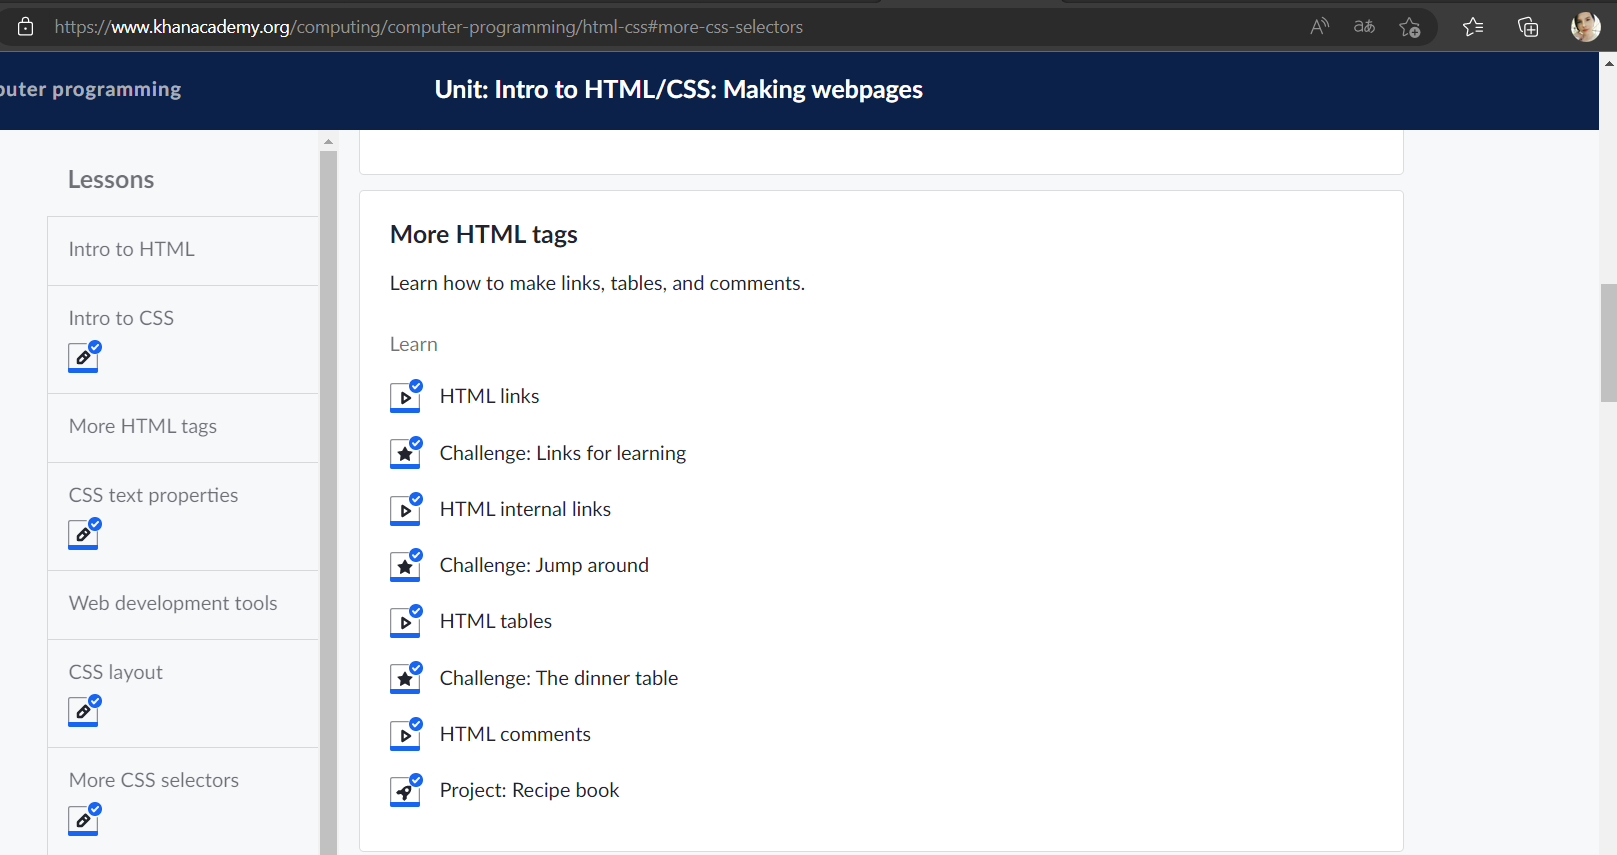 https://www.khanacademy.org/computing/computer-programming/html-css#more-css-selectors
puter programming
Unit: Intro to HTML/CSS: Making webpages
Lessons
Intro to HTML
Intro to CSS
More HTML tags
CSS text properties
Web development tools
CSS layout
More CSS selectors
More HTML tags
Learn how to make links, tables, and comments.
Learn
HTML links
Challenge: Links for learning
HTML internal links
Challenge: Jump around
HTML tables
Challenge: The dinner table
HTML comments
Project: Recipe book